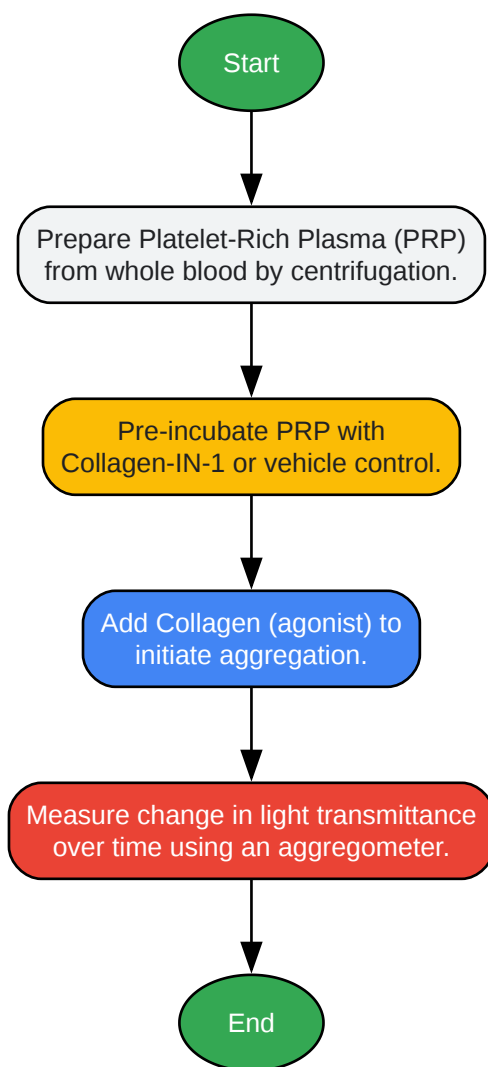 Start
Prepare Platelet-Rich Plasma (PRP)
from whole blood by centrifugation.
Pre-incubate PRP with
Collagen-IN-1 or vehicle control.
Add Collagen (agonist) to
initiate aggregation.
Measure change in light transmittance
over time using an aggregometer.
End